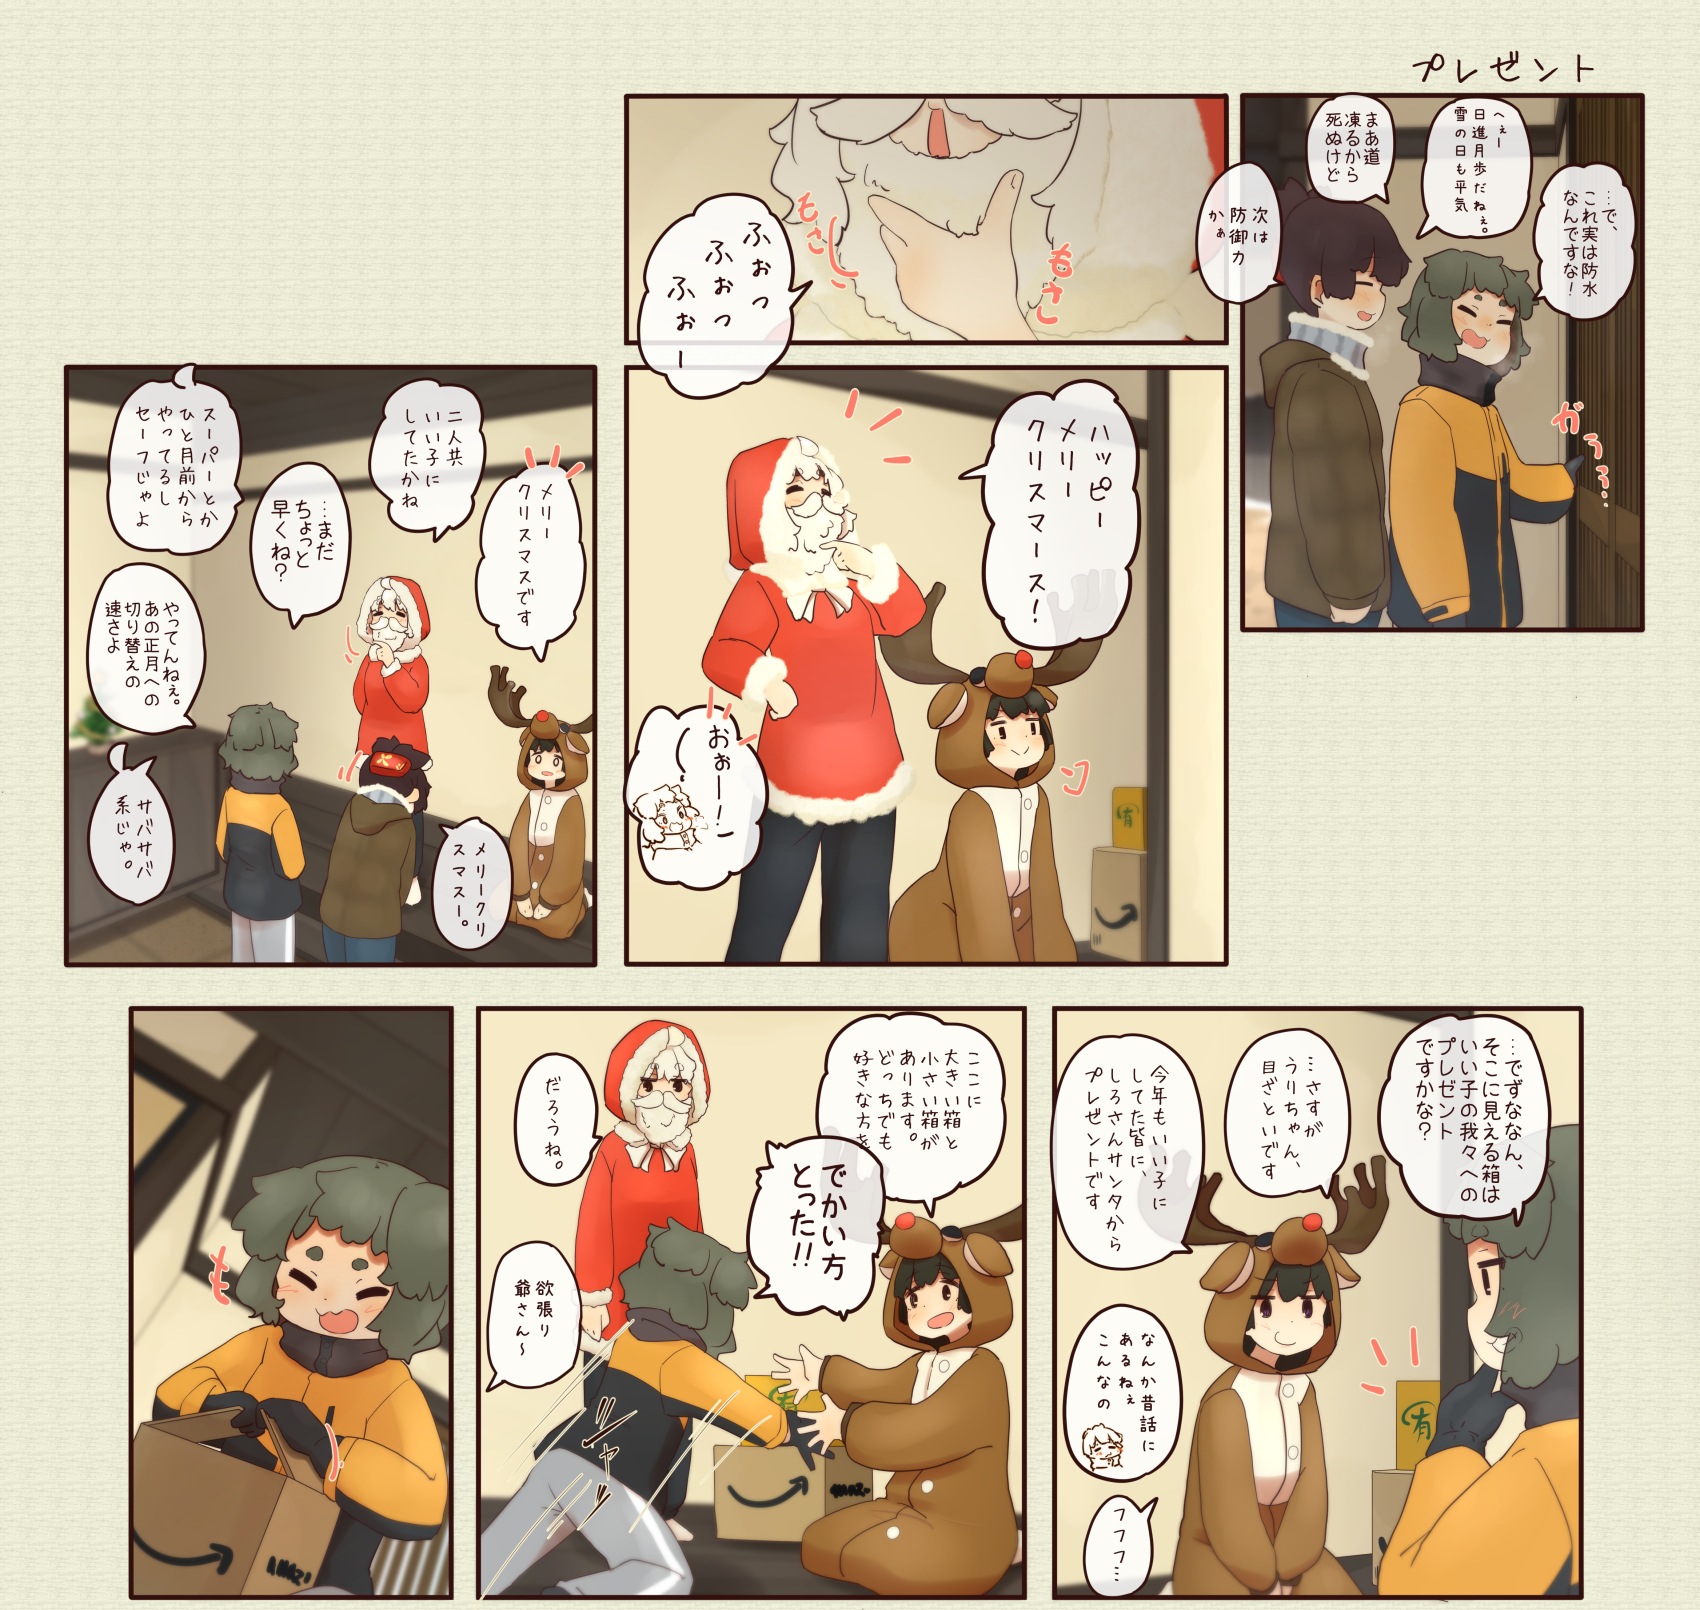 プレゼント
…で、
これ実は防水
なんですな!
へぇー
日進月歩だねぇ。
雪の日も平気
まあ道
凍るから
死ぬけど
次は
防御力
かぁ
ガララ…
もさ
もさし
ふぉっ
ふぉっ
ふぉー
ハッピー
メリー
クリスマース!
おぉー!
有
メリー
クリスマスです
二人共
いい子に
してたかね
…まだ
ちょっと
早くね?
スーパーとか
ひと月前から
やってるし
セーフじゃよ
やってんねぇ。
あの正月への
切り替えの
速さよ
サバサバ
系じゃ。
メリークリ
スマスー。
…でずななん、
そこに見える箱は
いい子の我々への
プレゼント
ですかな?
…さすが
うりちゃん、
目ざといです
今年もいい子に
してた皆に、
しろさんサンタから
プレゼントです
なんか昔話に
あるねぇ
こんなの
フフフ…
有
ここに
大きい箱と
小さい箱が
あります。
どっちでも
好きな方を
でかい方
とった!!
だろうね。
欲張り
爺さん〜
シャッ
有
も